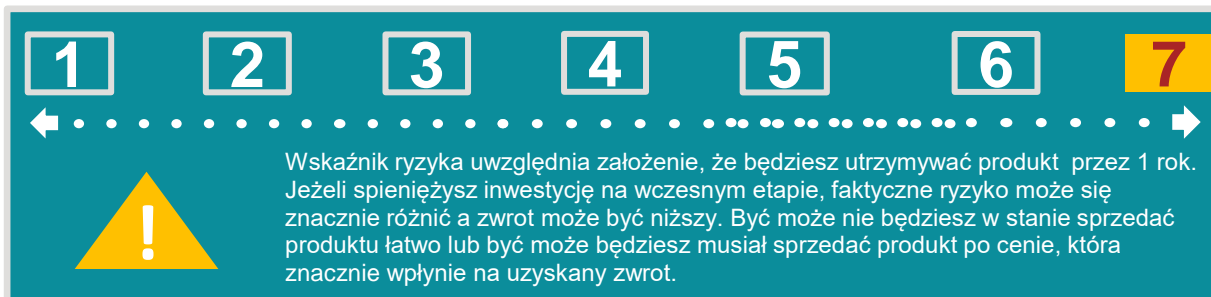 1 2 3 4 5 6 7
!
Wskaźnik ryzyka uwzględnia założenie, że będziesz utrzymywać produkt przez 1 rok.
Jeżeli spieniężysz inwestycję na wczesnym etapie, faktyczne ryzyko może się
znacznie różnić a zwrot może być niższy. Być może nie będziesz w stanie sprzedać
produktu łatwo lub być może będziesz musiał sprzedać produkt po cenie, która
znacznie wpłynie na uzyskany zwrot.